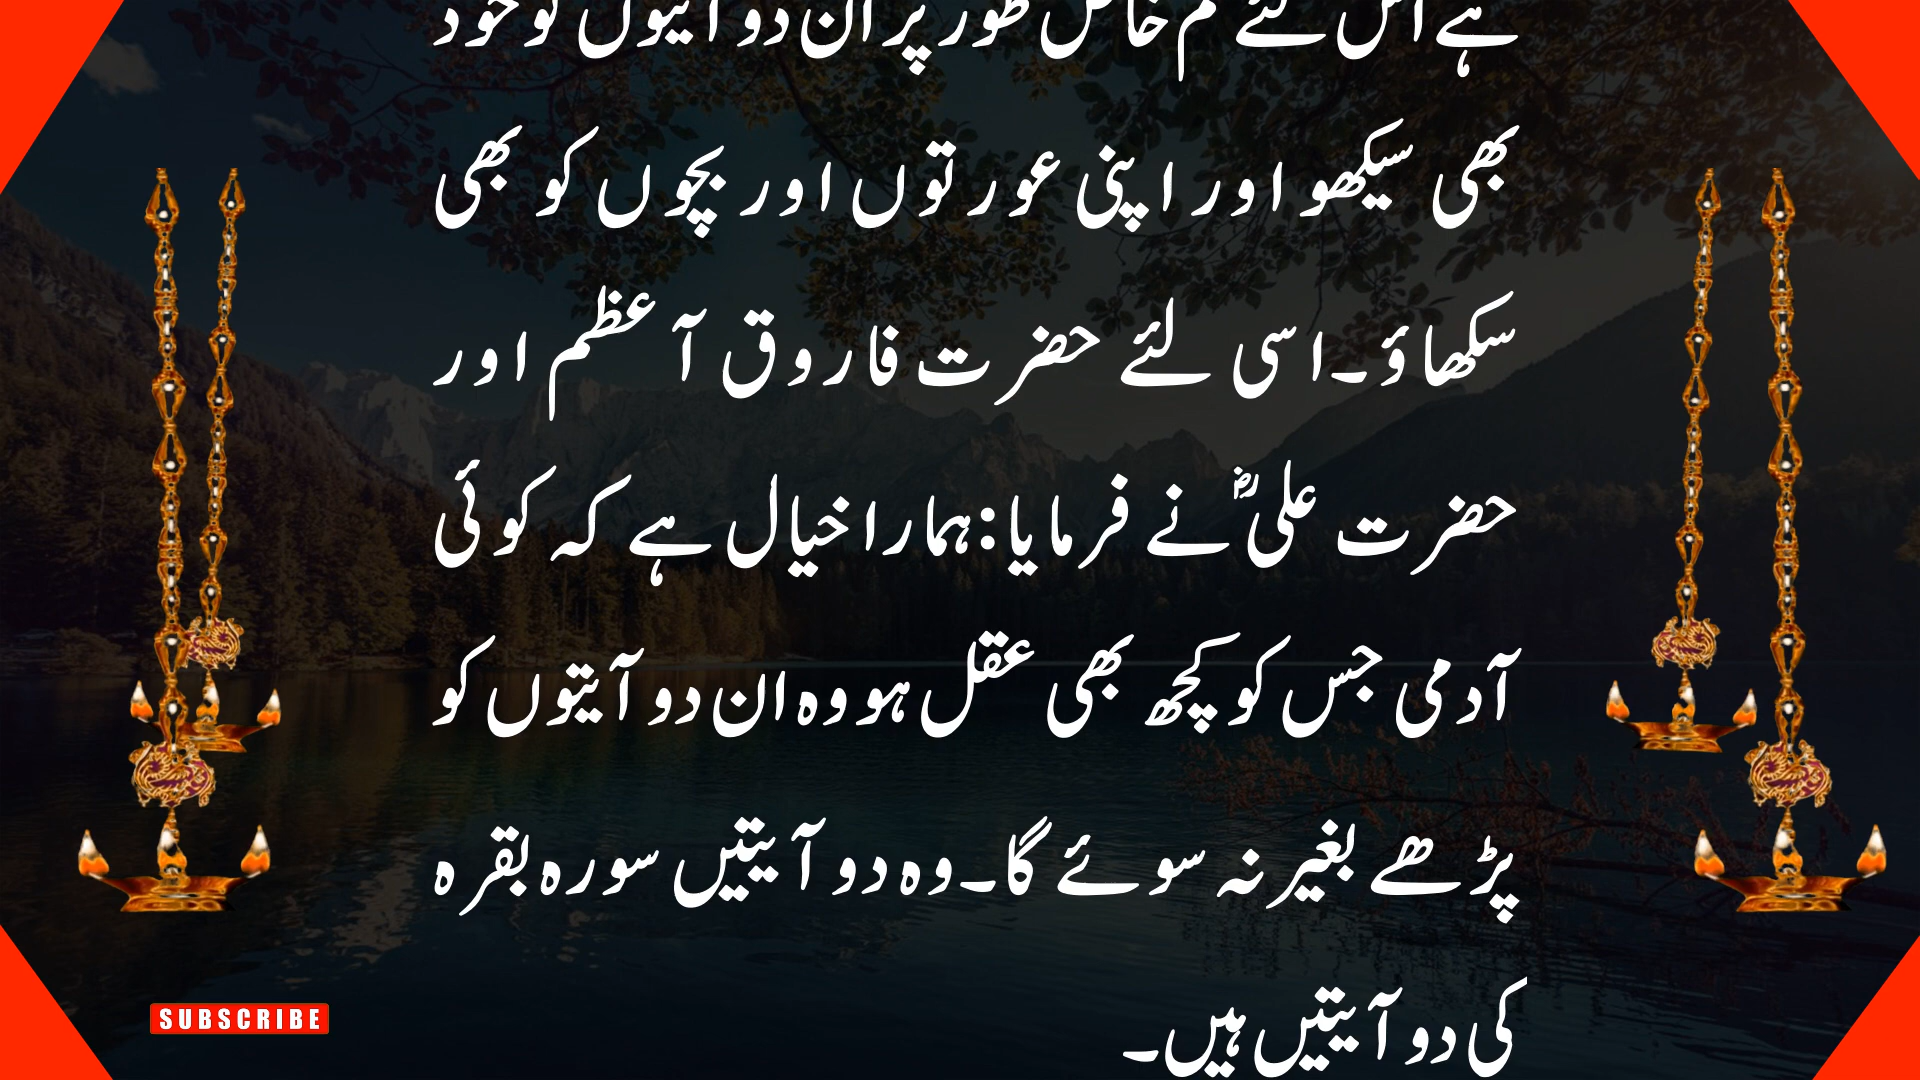 ہے اس لئے تم خاص طور پر ان دو آیتوں کو خود
بھی سیکھو اور اپنی عورتوں اور بچوں کو بھی
سکھاؤ۔اسی لئے حضرت فاروق آعظم اور
حضرت علیؓ نے فرمایا:ہمارا خیال ہے کہ کوئی
آدمی جس کو کچھ بھی عقل ہو وہ ان دو آیتوں کو
پڑھے بغیر نہ سوئے گا۔وہ دو آیتیں سورہ بقرہ
کی دو آیتیں ہیں۔
SUBSCRIBE